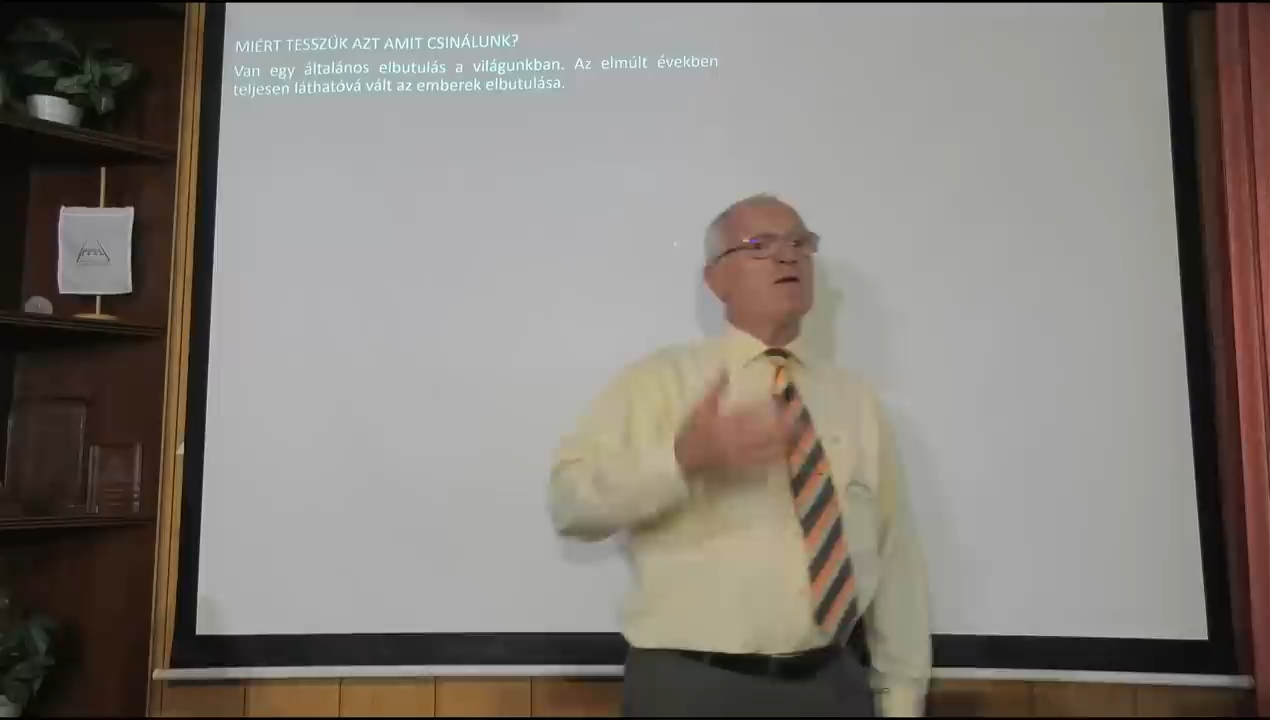 MIÉRT TESSZÜK AZT AMIT CSINÁLUNK?
Van egy általános elbutulás a világunkban. Az elmúlt években
teljesen láthatóvá vált az emberek elbutulása.